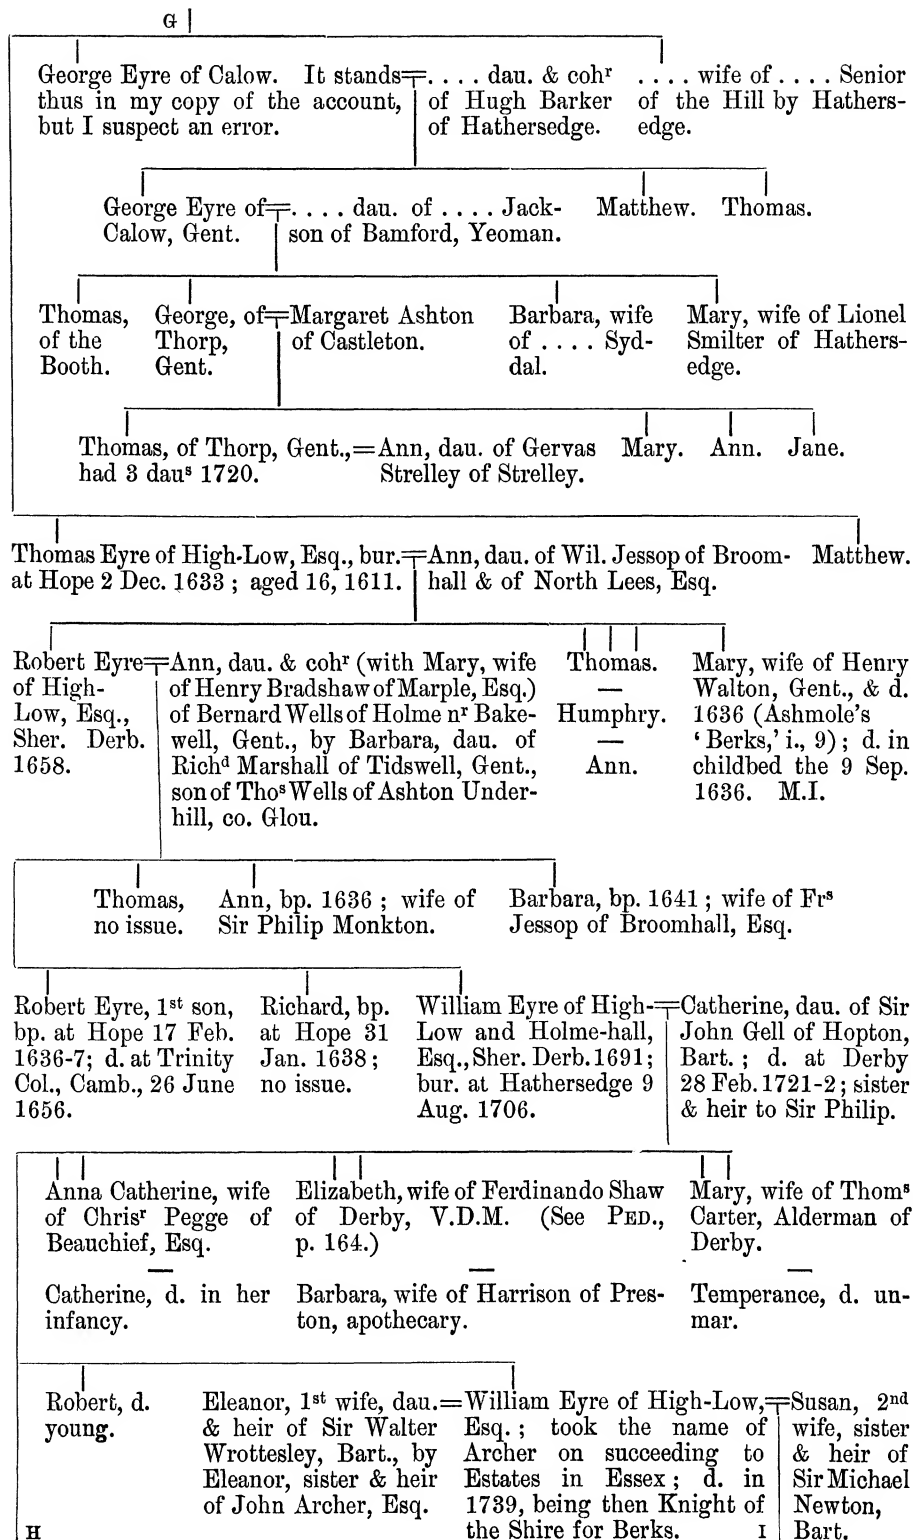 G
George Eyre of Calow. It stands=. . . . dau. & cohʳ . . . . wife of . . . . Senior
thus in my copy of the account, of Hugh Barker of the Hill by Hathers-
but I suspect an error. of Hathersedge. edge.
George Eyre of=. . . . dau. of . . . . Jack- Matthew. Thomas.
Calow, Gent. son of Bamford, Yeoman.
Thomas, George, of=Margaret Ashton Barbara, wife Mary, wife of Lionel
of the Thorp, of Castleton. of . . . . Syd- Smilter of Hathers-
Booth. Gent. dal. edge.
Thomas, of Thorp, Gent.,=Ann, dau. of Gervas Mary. Ann. Jane.
had 3 dauˢ 1720. Strelley of Strelley.
Thomas Eyre of High-Low, Esq., bur.=Ann, dau. of Wil. Jessop of Broom- Matthew.
at Hope 2 Dec. 1633 ; aged 16, 1611. hall & of North Lees, Esq.
Robert Eyre=Ann, dau. & cohʳ (with Mary, wife Thomas. Mary, wife of Henry
of High- of Henry Bradshaw of Marple, Esq.) — Walton, Gent., & d.
Low, Esq., of Bernard Wells of Holme nʳ Bake- Humphry. 1636 (Ashmole's
Sher. Derb. well, Gent., by Barbara, dau. of — ‘ Berks,’ i., 9) ; d. in
1658. Richᵈ Marshall of Tidswell, Gent., Ann. childbed the 9 Sep.
son of Thoˢ Wells of Ashton Under- 1636. M.I.
hill, co. Glou.
Thomas, Ann, bp. 1636 ; wife of Barbara, bp. 1641 ; wife of Frˢ
no issue. Sir Philip Monkton. Jessop of Broomhall, Esq.
Robert Eyre, 1ˢᵗ son, Richard, bp. William Eyre of High-=Catherine, dau. of Sir
bp. at Hope 17 Feb. at Hope 31 Low and Holme-hall, John Gell of Hopton,
1636-7; d. at Trinity Jan. 1638 ; Esq., Sher. Derb. 1691; Bart. ; d. at Derby
Col., Camb., 26 June no issue. bur. at Hathersedge 9 28 Feb. 1721-2 ; sister
1656. Aug. 1706. & heir to Sir Philip.
Anna Catherine, wife Elizabeth, wife of Ferdinando Shaw Mary, wife of Thomˢ
of Chrisʳ Pegge of of Derby, V.D.M. (See PED., Carter, Alderman of
Beauchief, Esq. p. 164.) Derby.
— — —
Catherine, d. in her Barbara, wife of Harrison of Pres- Temperance, d. un-
infancy. ton, apothecary. mar.
Robert, d. Eleanor, 1ˢᵗ wife, dau.=William Eyre of High-Low,=Susan, 2ⁿᵈ
young. & heir of Sir Walter Esq. ; took the name of wife, sister
Wrottesley, Bart., by Archer on succeeding to & heir of
Eleanor, sister & heir Estates in Essex ; d. in Sir Michael
of John Archer, Esq. 1739, being then Knight of Newton,
H the Shire for Berks. I Bart.